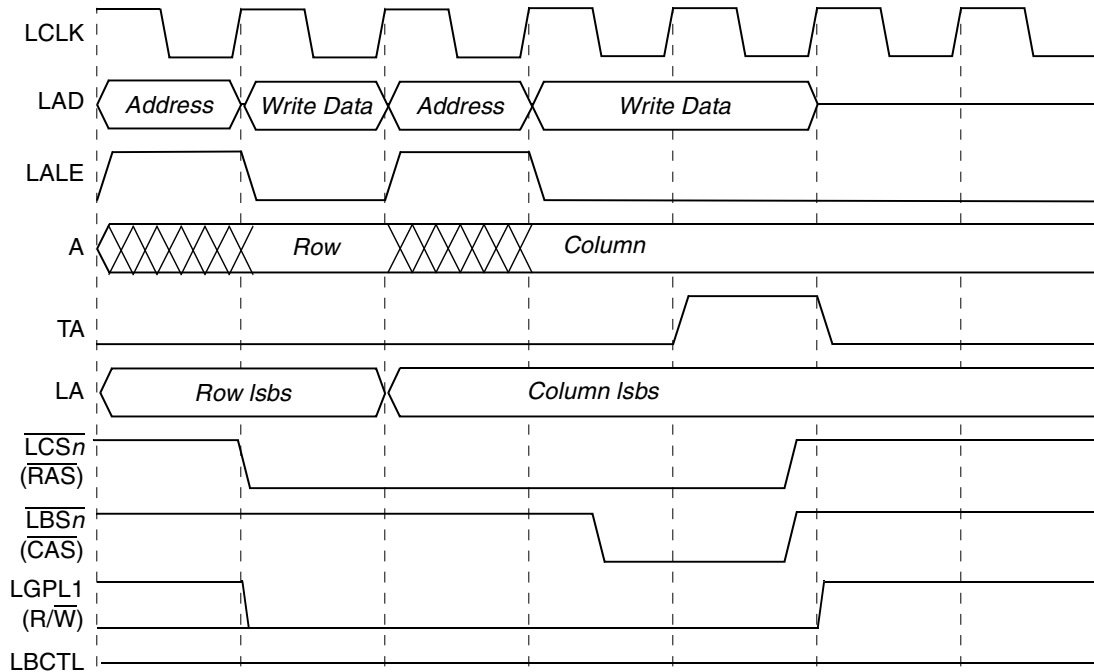 LCLK
LAD Address Write Data Address Write Data
LALE
A Row Column
TA
LA Row lsbs Column lsbs
LCSn
(RAS)
LBSn
(CAS)
LGPL1
(R/W)
LBCTL